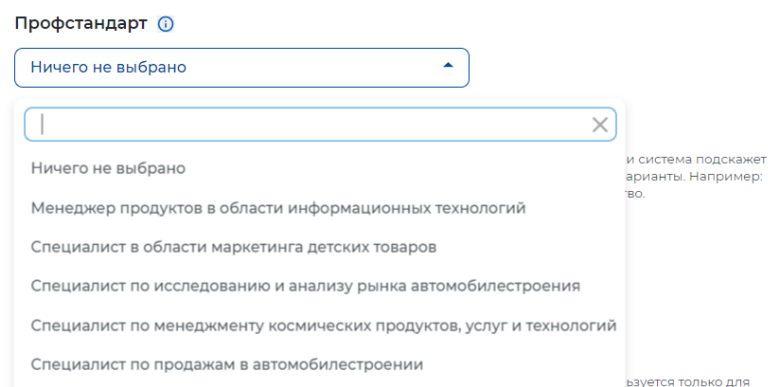 Профстандарт
Ничего не выбрано
Ничего не выбрано
и система подскажет
арианты. Например:
во.
Менеджер продуктов в области информационных технологий
Специалист в области маркетинга детских товаров
Специалист по исследованию и анализу рынка автомобилестроения
Специалист по менеджменту космических продуктов, услуг и технологий
Специалист по продажам в автомобилестроении
ьзуется только для